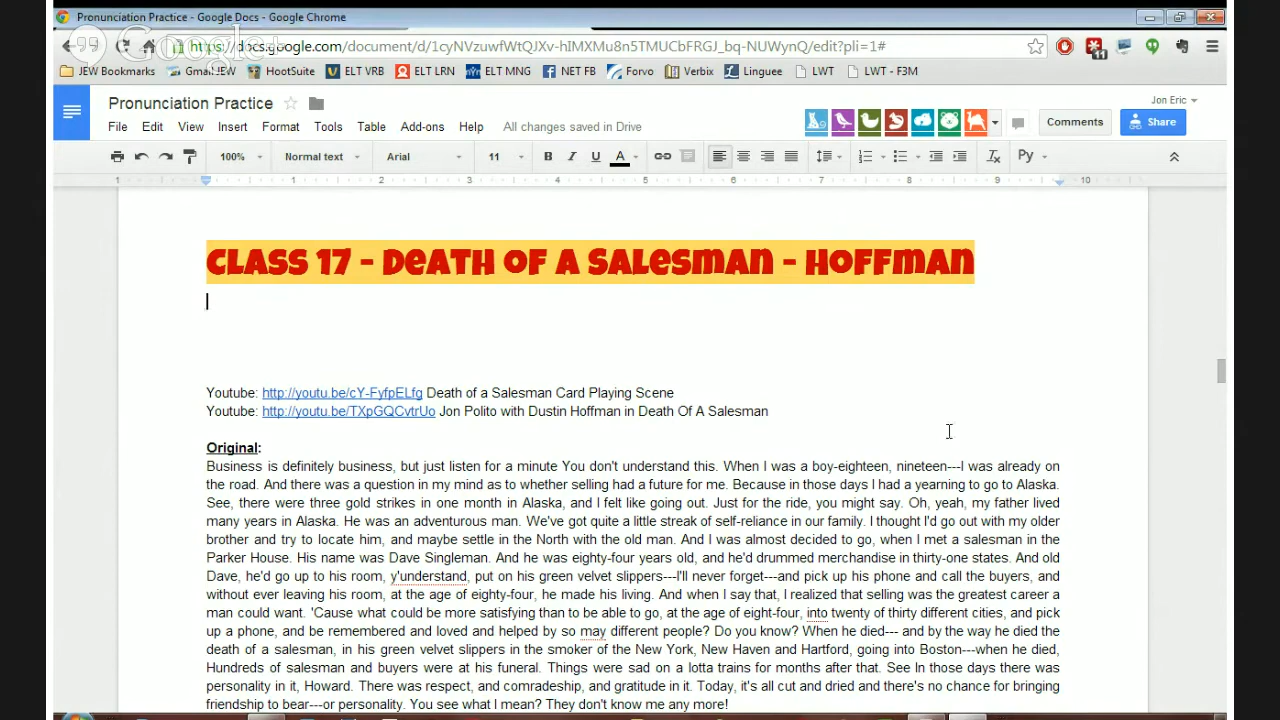 Pronunciation Practice - Google Docs - Google Chrome
Google+
https://docs.google.com/document/d/1cyNVzuwfWtQJXv-hIMXMu8n5TMUCbFRGJ_bq-NUWynQ/edit?pli=1#
11
JEW Bookmarks Gmail JEW HootSuite ELT VRB ELT LRN ELT MNG NET FB Forvo Verbix Linguee LWT LWT - F3M
Pronunciation Practice
Jon Eric
File Edit View Insert Format Tools Table Add-ons Help All changes saved in Drive
Comments Share
100% Normal text Arial 11 B I U A Py
1 1 2 3 4 5 6 7 8 9 10
Class 17 - Death of a Salesman - Hoffman
Youtube: http://youtu.be/cY-FyfpELfg Death of a Salesman Card Playing Scene
Youtube: http://youtu.be/TXpGQCvtrUo Jon Polito with Dustin Hoffman in Death Of A Salesman
Original:
Business is definitely business, but just listen for a minute You don't understand this. When I was a boy-eighteen, nineteen---I was already on
the road. And there was a question in my mind as to whether selling had a future for me. Because in those days I had a yearning to go to Alaska.
See, there were three gold strikes in one month in Alaska, and I felt like going out. Just for the ride, you might say. Oh, yeah, my father lived
many years in Alaska. He was an adventurous man. We've got quite a little streak of self-reliance in our family. I thought I'd go out with my older
brother and try to locate him, and maybe settle in the North with the old man. And I was almost decided to go, when I met a salesman in the
Parker House. His name was Dave Singleman. And he was eighty-four years old, and he'd drummed merchandise in thirty-one states. And old
Dave, he'd go up to his room, y'understand, put on his green velvet slippers---I'll never forget---and pick up his phone and call the buyers, and
without ever leaving his room, at the age of eighty-four, he made his living. And when I say that, I realized that selling was the greatest career a
man could want. 'Cause what could be more satisfying than to be able to go, at the age of eight-four, into twenty of thirty different cities, and pick
up a phone, and be remembered and loved and helped by so may different people? Do you know? When he died--- and by the way he died the
death of a salesman, in his green velvet slippers in the smoker of the New York, New Haven and Hartford, going into Boston---when he died,
Hundreds of salesman and buyers were at his funeral. Things were sad on a lotta trains for months after that. See In those days there was
personality in it, Howard. There was respect, and comradeship, and gratitude in it. Today, it's all cut and dried and there's no chance for bringing
friendship to bear---or personality. You see what I mean? They don't know me any more!